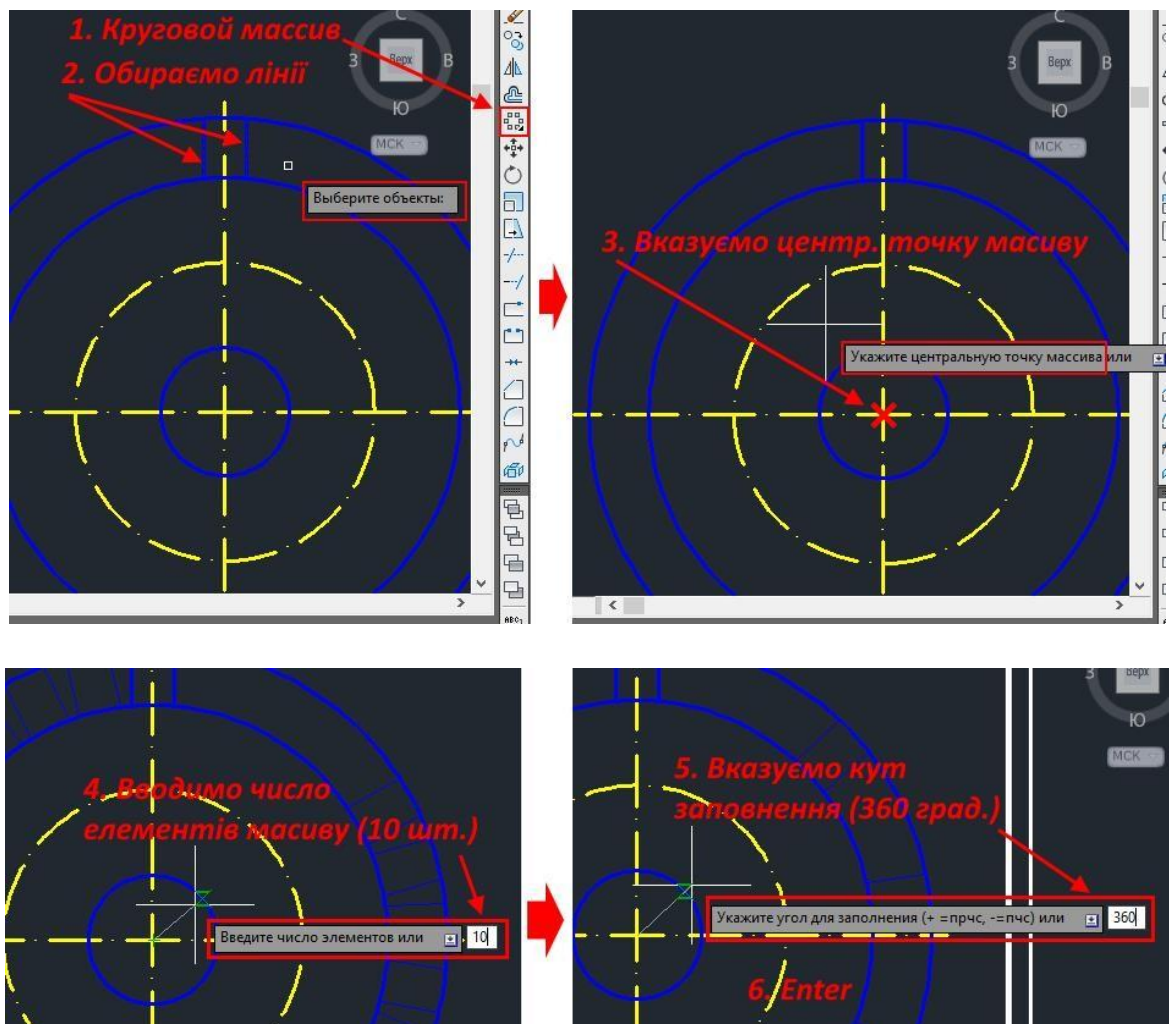 1. Круговой массив
2. Обираємо лінії
С
З
Верх
В
Ю
МСК
Выберите объекты:
С
З
Верх
В
Ю
МСК
3. Вказуємо центр. точку масиву
Укажите центральную точку массива или
4. Вводимо число
елементів масиву (10 шт.)
Введите число элементов или
10
З
Верх
Ю
МСК
5. Вказуємо кут
заповнення (360 град.)
Укажите угол для заполнения (+ =прчс, -=пчс) или
360
6. Enter